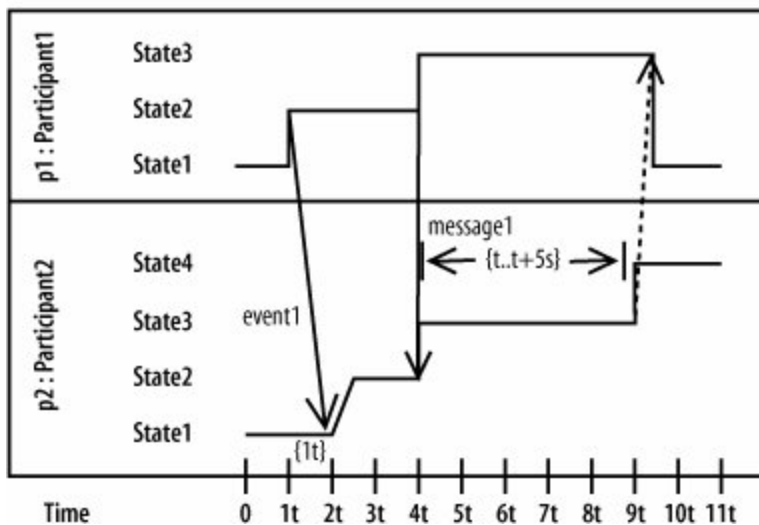 p1 : Participant1
State3
State2
State1
p2 : Participant2
message1
State4
{t..t+5s}
event1
State3
State2
State1
{1t}
Time 0 1t 2t 3t 4t 5t 6t 7t 8t 9t 10t 11t